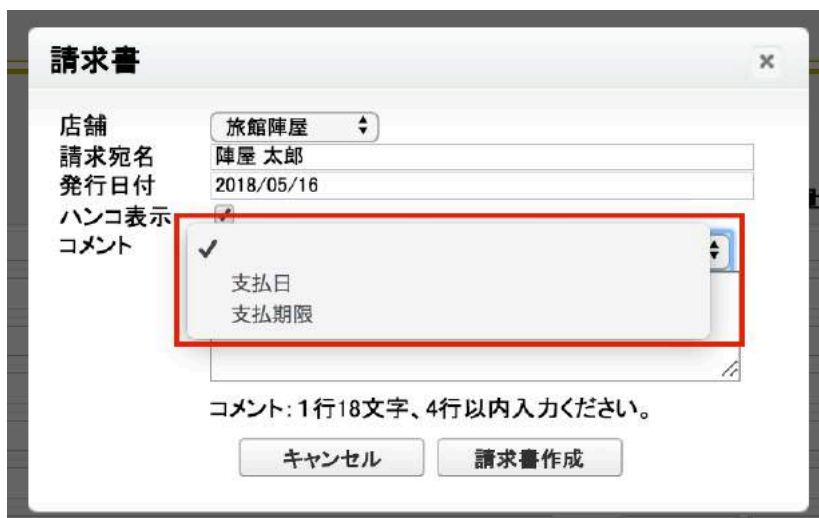 請求書
店舗 旅館陣屋
請求宛名 陣屋 太郎
発行日付 2018/05/16
ハンコ表示
コメント
支払日
支払期限
コメント：1行18文字、4行以内入力ください。
キャンセル 請求書作成